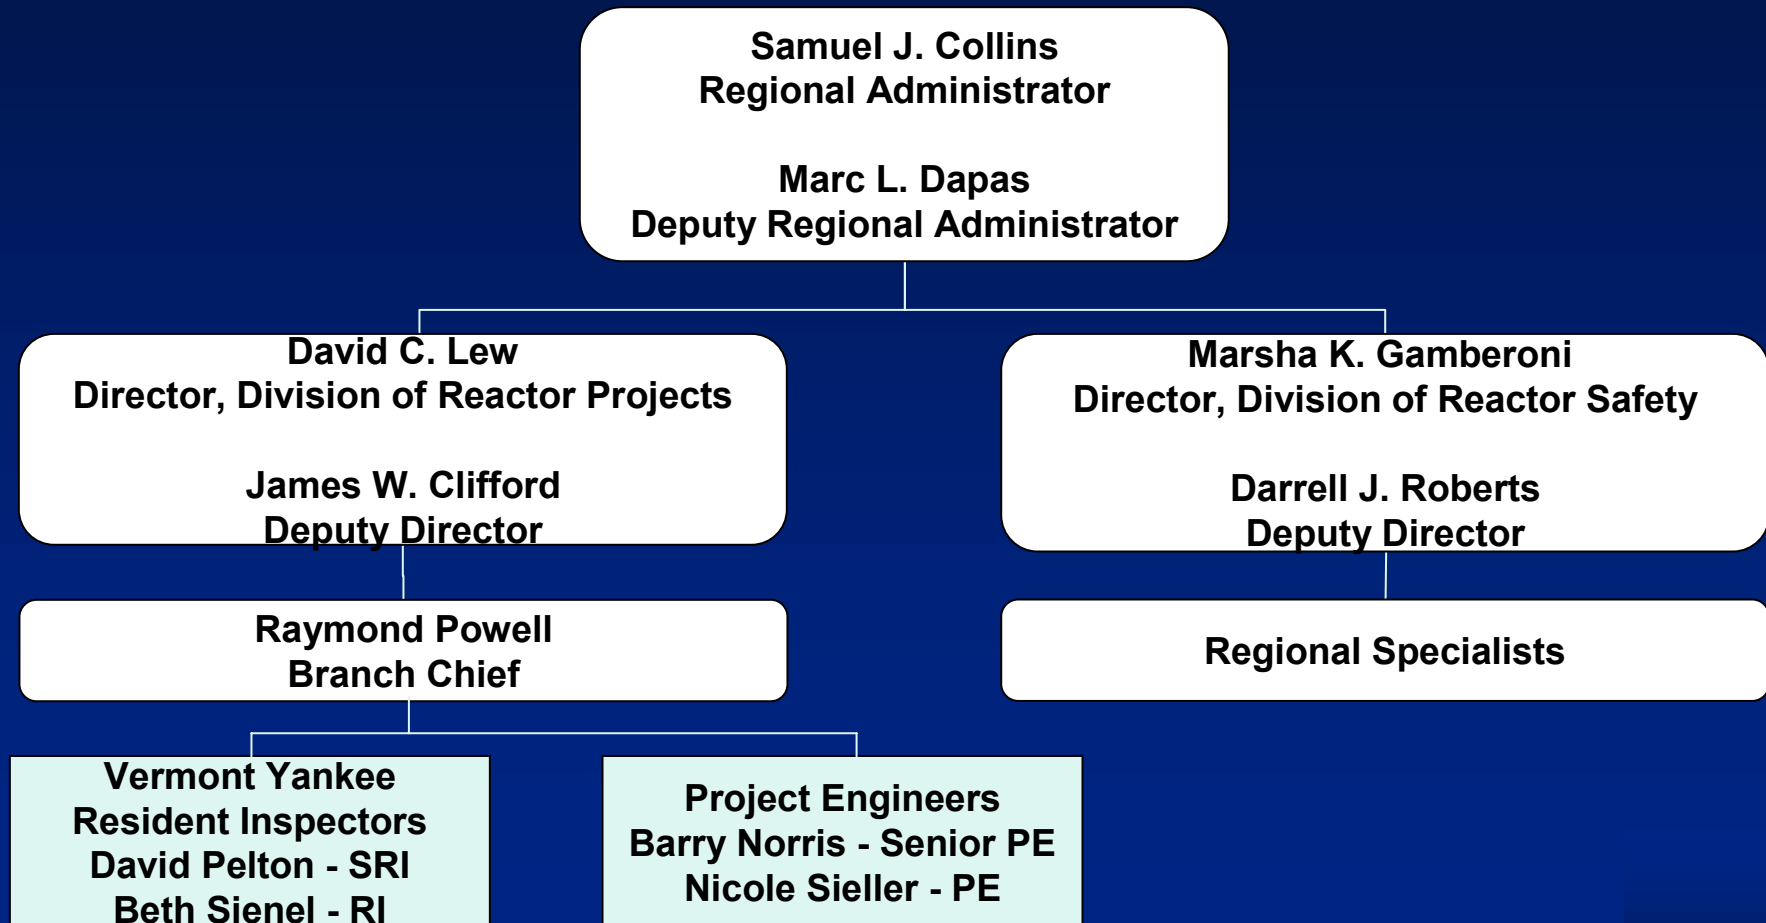 Samuel J. Collins
Regional Administrator
Marc L. Dapas
Deputy Regional Administrator
David C. Lew
Director, Division of Reactor Projects
James W. Clifford
Deputy Director
Marsha K. Gamberoni
Director, Division of Reactor Safety
Darrell J. Roberts
Deputy Director
Raymond Powell
Branch Chief
Regional Specialists
Vermont Yankee
Resident Inspectors
David Pelton - SRI
Beth Sienel - RI
Project Engineers
Barry Norris - Senior PE
Nicole Sieller - PE